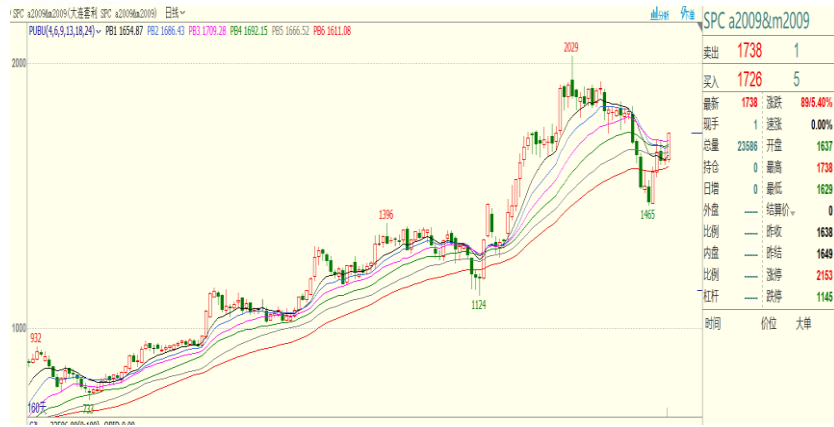 SPC a2009&m2009(大连套利 SPC a2009&m2009) 日线
分析 下单
PUBU(4,6,9,13,18,24) PB1 1654.87 PB2 1686.43 PB3 1709.28 PB4 1692.15 PB5 1666.52 PB6 1611.08
2029
2000
1396
1465
1124
1000
932
733
160天
SPC a2009&m2009
卖出 1738 1
买入 1726 5
最新 1738 涨跌 89/5.40%
现手 1 速涨 0.00%
总量 23586 开盘 1637
持仓 0 最高 1738
日增 0 最低 1629
外盘 —— 结算价 0
比例 —— 昨收 1638
内盘 —— 昨结 1649
比例 —— 涨停 2153
杠杆 —— 跌停 1145
时间 价位 大单